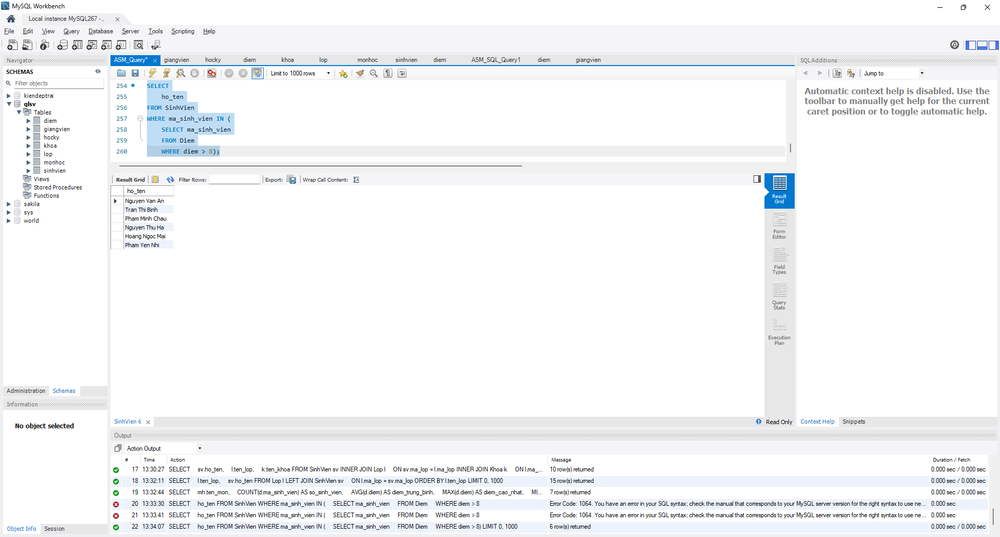 MySQL Workbench
Local instance MySQL267 -...
File Edit View Query Database Server Tools Scripting Help
Navigator
SCHEMAS
Filter objects
kiendeptrai
qlsv
Tables
diem
giangvien
hocky
khoa
lop
monhoc
sinhvien
Views
Stored Procedures
Functions
sakila
sys
world
Administration Schemas
Information
No object selected
Object Info Session
ASM_Query* giangvien hocky diem khoa lop monhoc sinhvien diem ASM_SQL_Query1 diem giangvien
Limit to 1000 rows
254 SELECT
255 ho_ten
256 FROM SinhVien
257 WHERE ma_sinh_vien IN (
258 SELECT ma_sinh_vien
259 FROM Diem
260 WHERE diem > 8);
Result Grid Filter Rows: Export: Wrap Cell Content:
ho_ten
Nguyen Van An
Tran Thi Binh
Pham Minh Chau
Nguyen Thu Ha
Hoang Ngoc Mai
Pham Yen Nhi
Result Grid
Form Editor
Field Types
Query Stats
Execution Plan
SinhVien 6
Read Only
SQLAdditions
Jump to
Automatic context help is disabled. Use the
toolbar to manually get help for the current
caret position or to toggle automatic help.
Context Help Snippets
Output
Action Output
# Time Action Message Duration / Fetch
17 13:30:27 SELECT sv.ho_ten, l.ten_lop, k.ten_khoa FROM SinhVien sv INNER JOIN Lop l ON sv.ma_lop = l.ma_lop INNER JOIN Khoa k ON l.ma_... 10 row(s) returned 0.000 sec / 0.000 sec
18 13:32:11 SELECT l.ten_lop, sv.ho_ten FROM Lop l LEFT JOIN SinhVien sv ON l.ma_lop = sv.ma_lop ORDER BY l.ten_lop LIMIT 0, 1000 15 row(s) returned 0.000 sec / 0.000 sec
19 13:32:44 SELECT mh.ten_mon, COUNT(d.ma_sinh_vien) AS so_sinh_vien, AVG(d.diem) AS diem_trung_binh, MAX(d.diem) AS diem_cao_nhat, MI... 7 row(s) returned 0.000 sec / 0.000 sec
20 13:33:30 SELECT ho_ten FROM SinhVien WHERE ma_sinh_vien IN ( SELECT ma_sinh_vien FROM Diem WHERE diem > 8 Error Code: 1064. You have an error in your SQL syntax; check the manual that corresponds to your MySQL server version for the right syntax to use ne... 0.000 sec
21 13:33:41 SELECT ho_ten FROM SinhVien WHERE ma_sinh_vien IN ( SELECT ma_sinh_vien FROM Diem WHERE diem > 8 Error Code: 1064. You have an error in your SQL syntax; check the manual that corresponds to your MySQL server version for the right syntax to use ne... 0.000 sec
22 13:34:07 SELECT ho_ten FROM SinhVien WHERE ma_sinh_vien IN ( SELECT ma_sinh_vien FROM Diem WHERE diem > 8) LIMIT 0, 1000 6 row(s) returned 0.000 sec / 0.000 sec